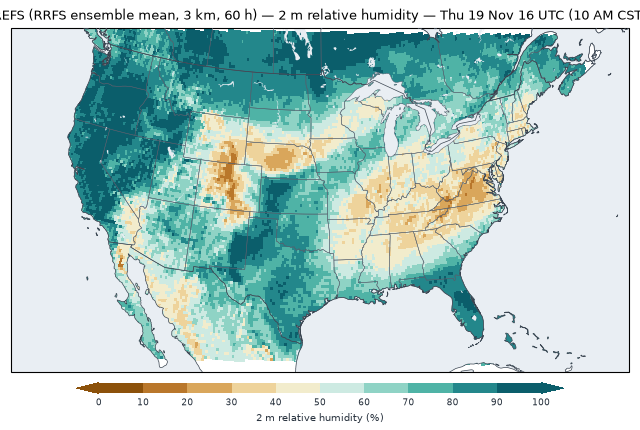 (RRFS ensemble mean, 3 km, 60 h) — 2 m relative humidity — Thu 19 Nov 16 UTC (10 AM CST
0 10 20 30 40 50 60 70 80 90 100
2 m relative humidity (%)